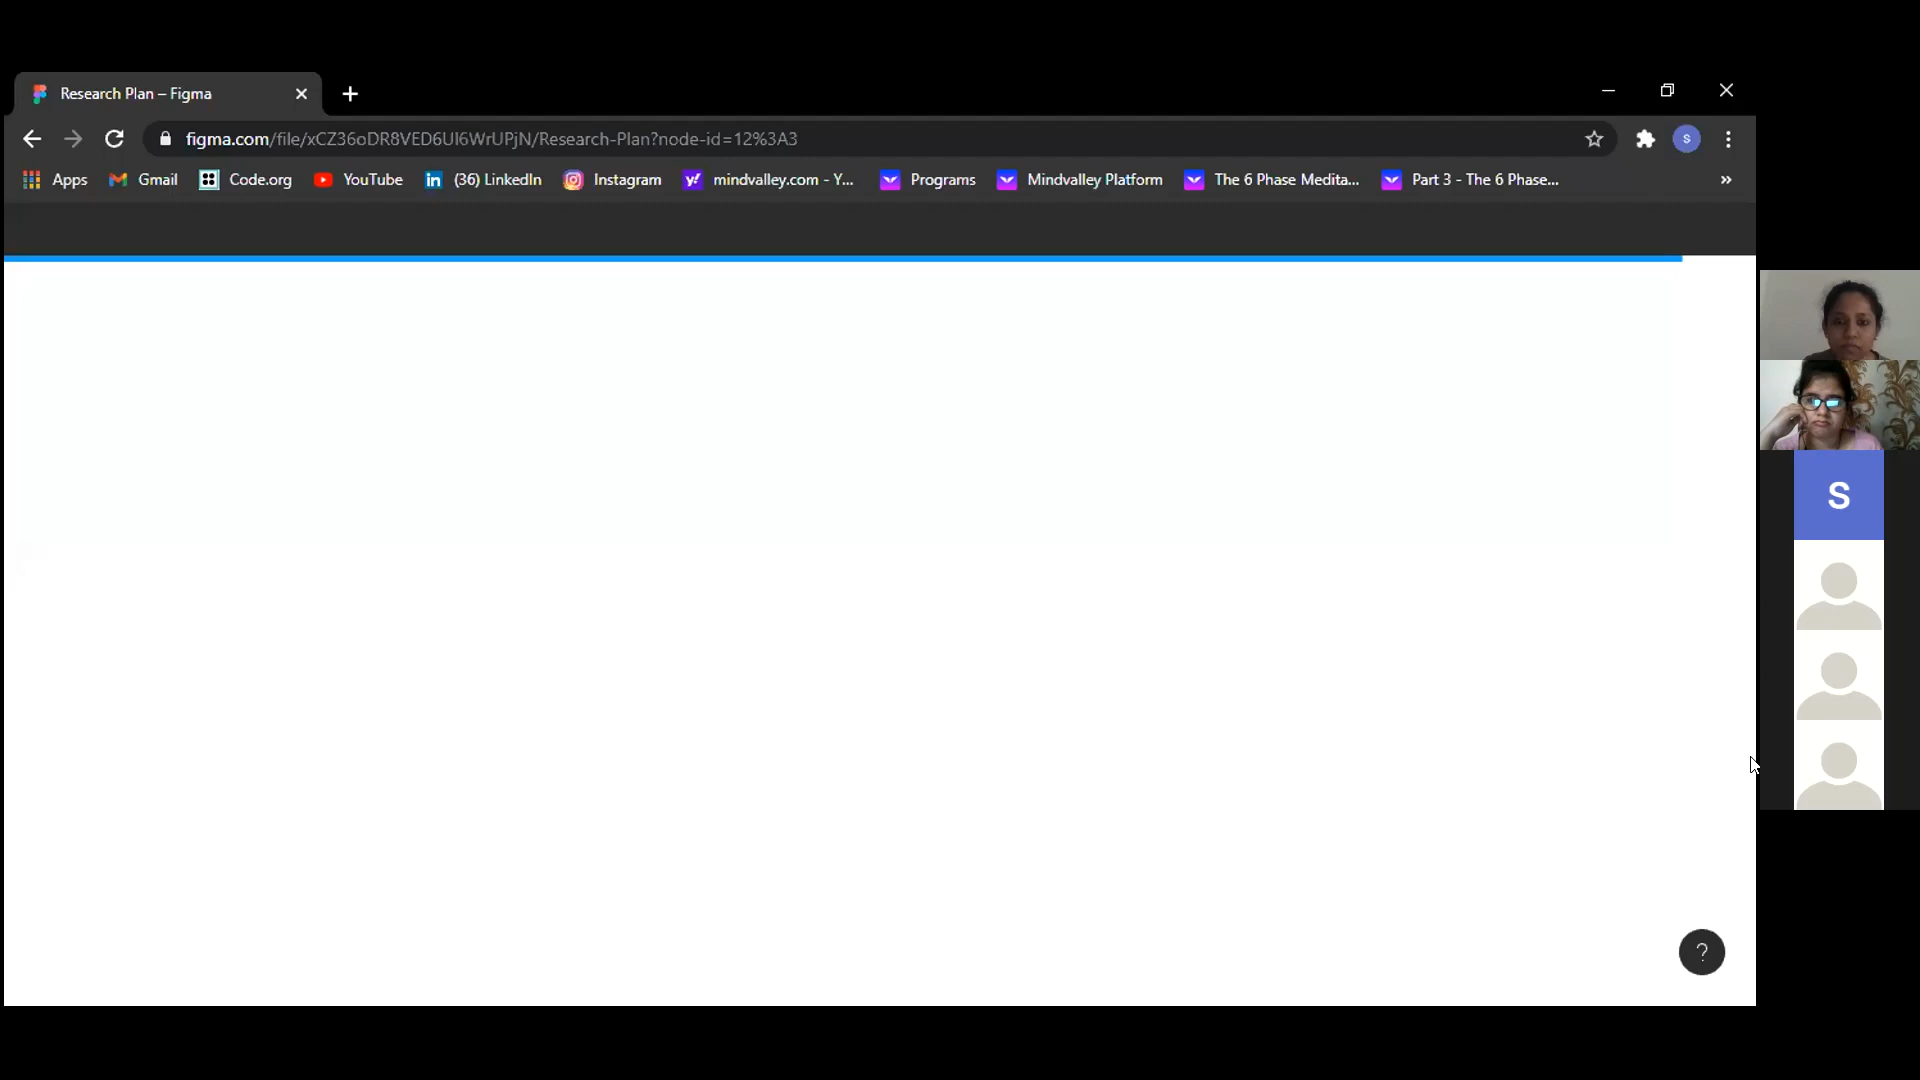 Research Plan – Figma
figma.com/file/xCZ36oDR8VED6Ul6WrUPjN/Research-Plan?node-id=12%3A3
S
Apps Gmail Code.org YouTube (36) LinkedIn Instagram mindvalley.com - Y... Programs Mindvalley Platform The 6 Phase Medita... Part 3 - The 6 Phase... »
S
?